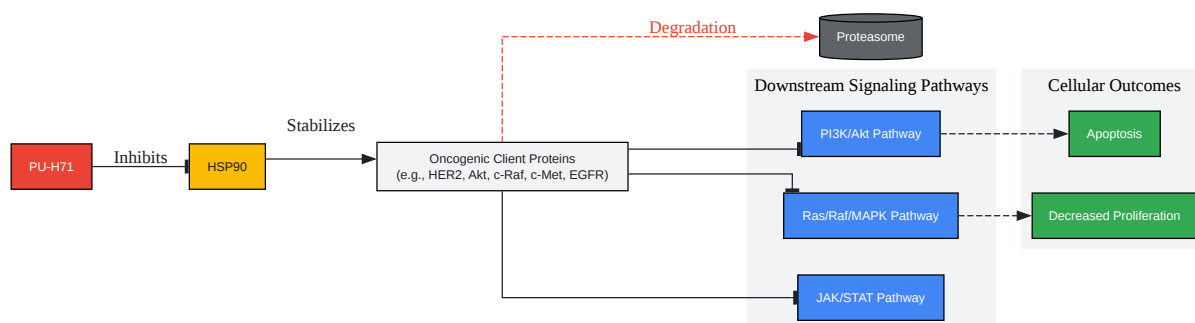 Degradation
Proteasome
Downstream Signaling Pathways
Cellular Outcomes
PI3K/Akt Pathway
Apoptosis
Stabilizes
Inhibits
PU-H71
HSP90
Oncogenic Client Proteins
(e.g., HER2, Akt, c-Raf, c-Met, EGFR)
Ras/Raf/MAPK Pathway
Decreased Proliferation
JAK/STAT Pathway